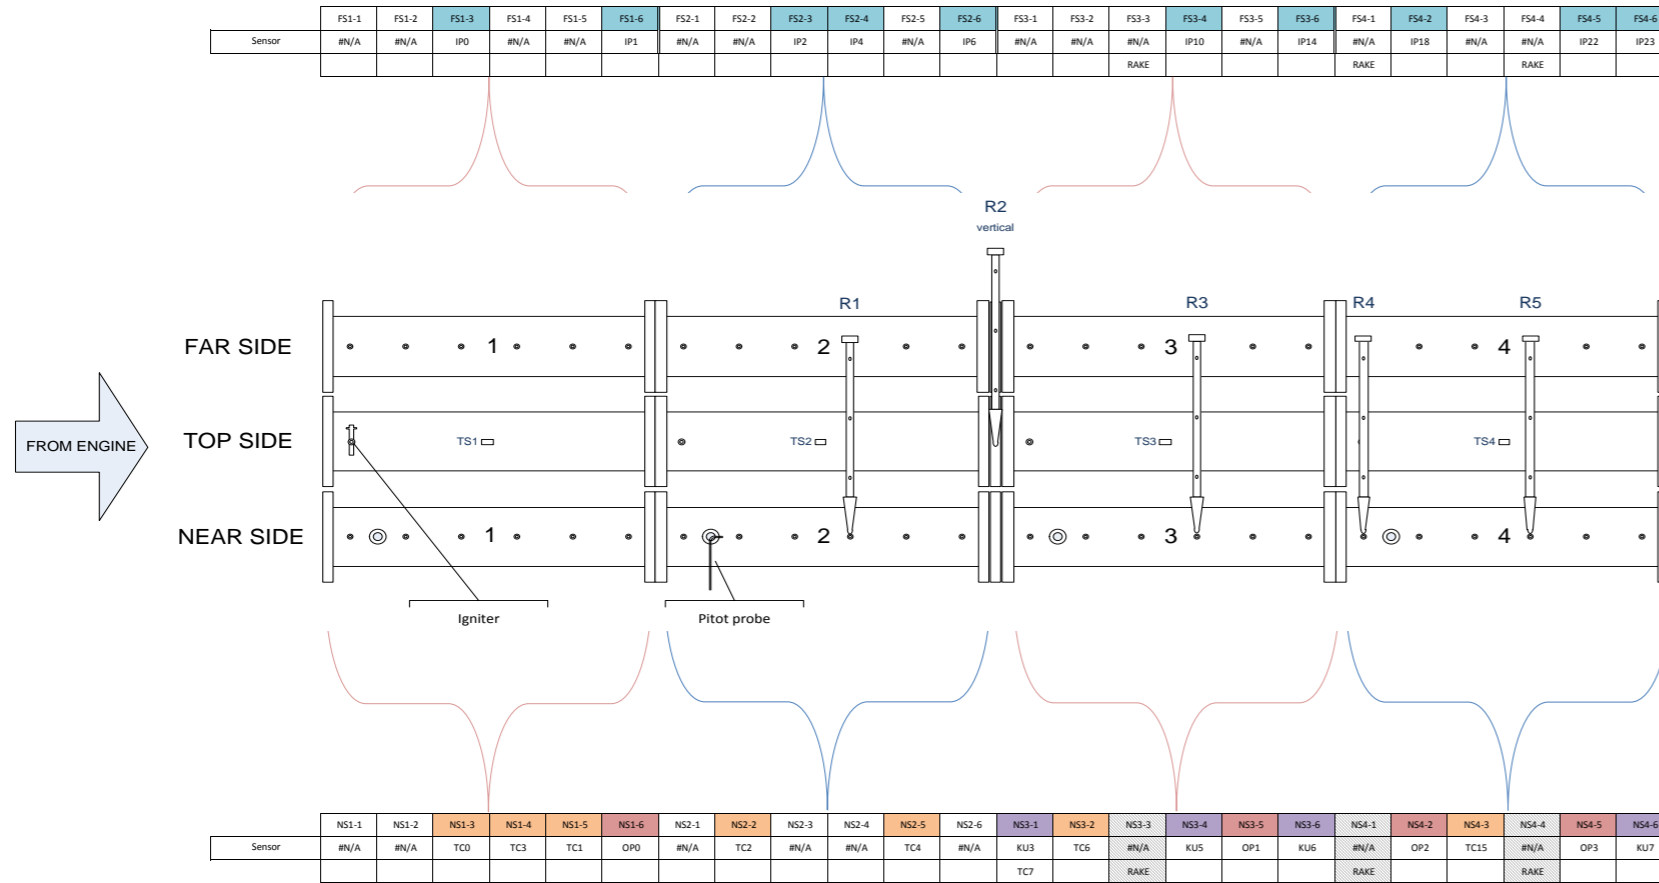 FS1-1 FS1-2 FS1-3 FS1-4 FS1-5 FS1-6 FS2-1 FS2-2 FS2-3 FS2-4 FS2-5 FS2-6 FS3-1 FS3-2 FS3-3 FS3-4 FS3-5 FS3-6 FS4-1 FS4-2 FS4-3 FS4-4 FS4-5 FS4-6
Sensor #N/A #N/A IP0 #N/A #N/A IP1 #N/A #N/A IP2 IP4 #N/A IP6 #N/A #N/A #N/A IP10 #N/A IP14 #N/A IP18 #N/A #N/A IP22 IP23
RAKE RAKE RAKE
R2
vertical
R1 R3 R4 R5
FAR SIDE 1 2 3 4
FROM ENGINE TOP SIDE TS1 TS2 TS3 TS4
NEAR SIDE 1 2 3 4
Igniter Pitot probe
NS1-1 NS1-2 NS1-3 NS1-4 NS1-5 NS1-6 NS2-1 NS2-2 NS2-3 NS2-4 NS2-5 NS2-6 NS3-1 NS3-2 NS3-3 NS3-4 NS3-5 NS3-6 NS4-1 NS4-2 NS4-3 NS4-4 NS4-5 NS4-6
Sensor #N/A #N/A TC0 TC3 TC1 OP0 #N/A TC2 #N/A #N/A TC4 #N/A KU3 TC6 #N/A KU5 OP1 KU6 #N/A OP2 TC15 #N/A OP3 KU7
TC7 RAKE RAKE RAKE